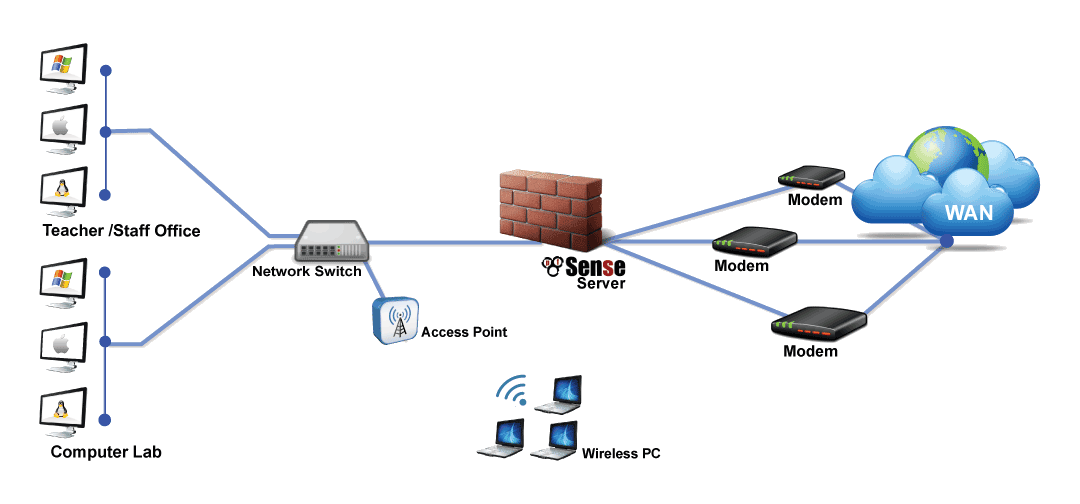 Teacher /Staff Office
Network Switch
Access Point
Computer Lab
Wireless PC
Sense
Server
Modem
Modem
Modem
WAN